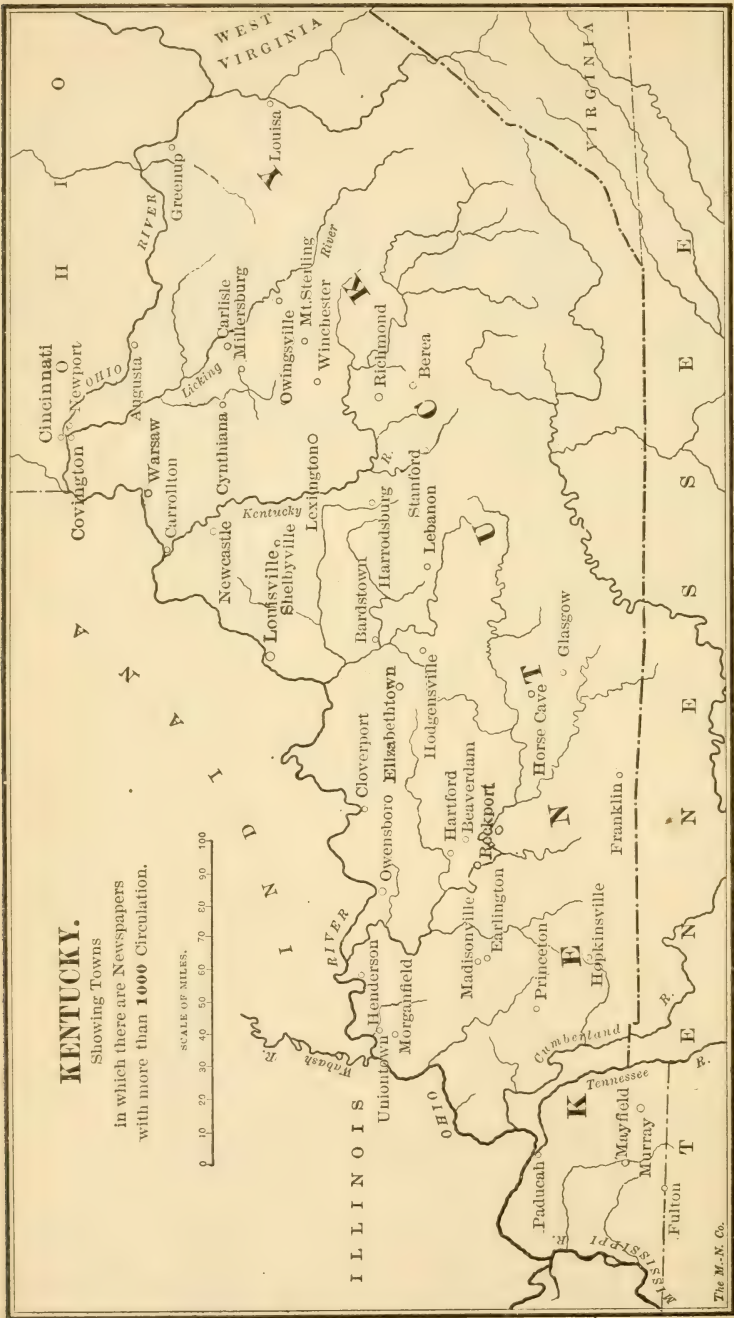 KENTUCKY.
Showing Towns
in which there are Newspapers
with more than 1000 Circulation.
SCALE OF MILES.
0 10 20 30 40 50 60 70 80 90 100
ILLINOIS
INDIANA
OHIO
WEST
VIRGINIA
VIRGINIA
TENNESSEE
KENTUCKY
Cincinnati
Newport
Covington
OHIO
RIVER
Augusta
Greenup
Louisa
Warsaw
Carrollton
Licking
River
Carlisle
Millersburg
Cynthiana
Owingsville
Mt.Sterling
Winchester
Newcastle
Kentucky
R.
Louisville
Shelbyville
Lexington
Richmond
Berea
Harrodsburg
Stanford
Lebanon
Bardstown
Elizabethtown
Hodgensville
Cloverport
Owensboro
Hartford
Beaverdam
Rockport
Horse Cave
Glasgow
Franklin
RIVER
Henderson
Morganfield
Uniontown
Wabash
R.
Madisonville
Earlington
Princeton
Hopkinsville
OHIO
Cumberland
R.
Tennessee
R.
Paducah
Mayfield
Murray
Fulton
MISSISSIPPI
R.
The M.-N. Co.